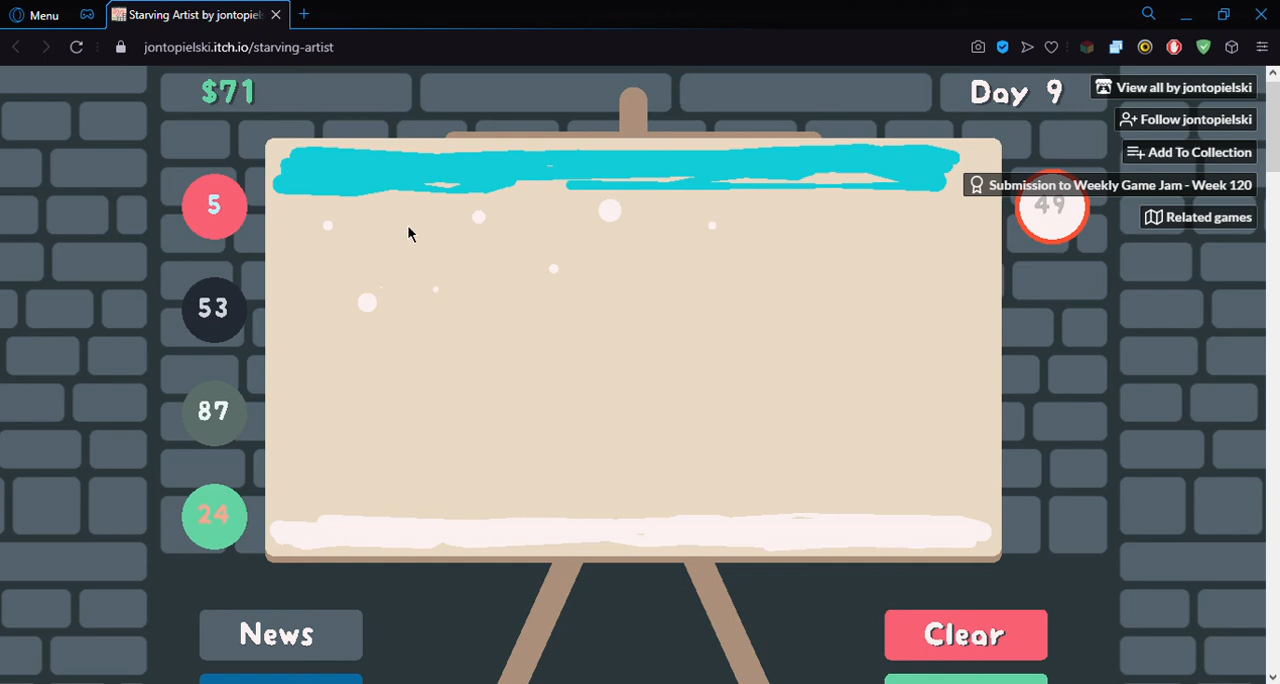 Menu
Starving Artist by jontopiels
jontopielski.itch.io/starving-artist
$71
Day 9
View all by jontopielski
Follow jontopielski
Add To Collection
Submission to Weekly Game Jam - Week 120
Related games
5
49
53
87
24
News
Clear